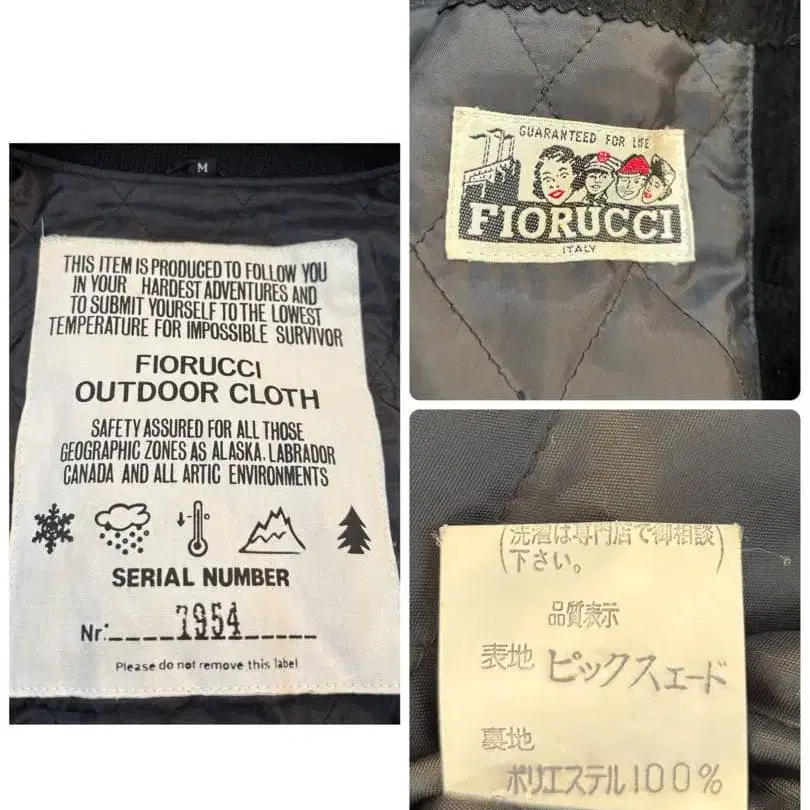 M
THIS ITEM IS PRODUCED TO FOLLOW YOU
IN YOUR HARDEST ADVENTURES AND
TO SUBMIT YOURSELF TO THE LOWEST
TEMPERATURE FOR IMPOSSIBLE SURVIVOR
FIORUCCI
OUTDOOR CLOTH
SAFETY ASSURED FOR ALL THOSE
GEOGRAPHIC ZONES AS ALASKA. LABRADOR
CANADA AND ALL ARTIC ENVIRONMENTS
SERIAL NUMBER
Nr:____7954_____
Please do not remove this label
GUARANTEED FOR LIFE
FIORUCCI
ITALY
(洗濯は専門店で御相談
下さい。)
品質表示
表地 ピックスエード
裏地
ポリエステル100%